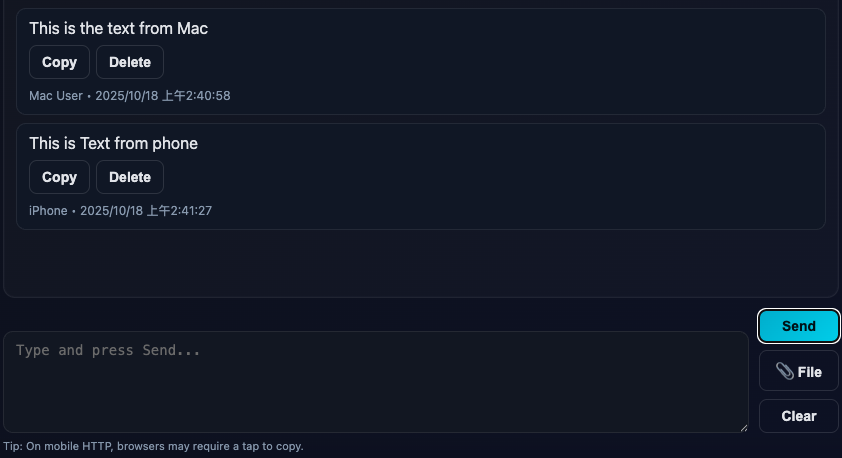 This is the text from Mac
Copy Delete
Mac User • 2025/10/18 上午2:40:58
This is Text from phone
Copy Delete
iPhone • 2025/10/18 上午2:41:27
Send
Type and press Send...
File
Clear
Tip: On mobile HTTP, browsers may require a tap to copy.